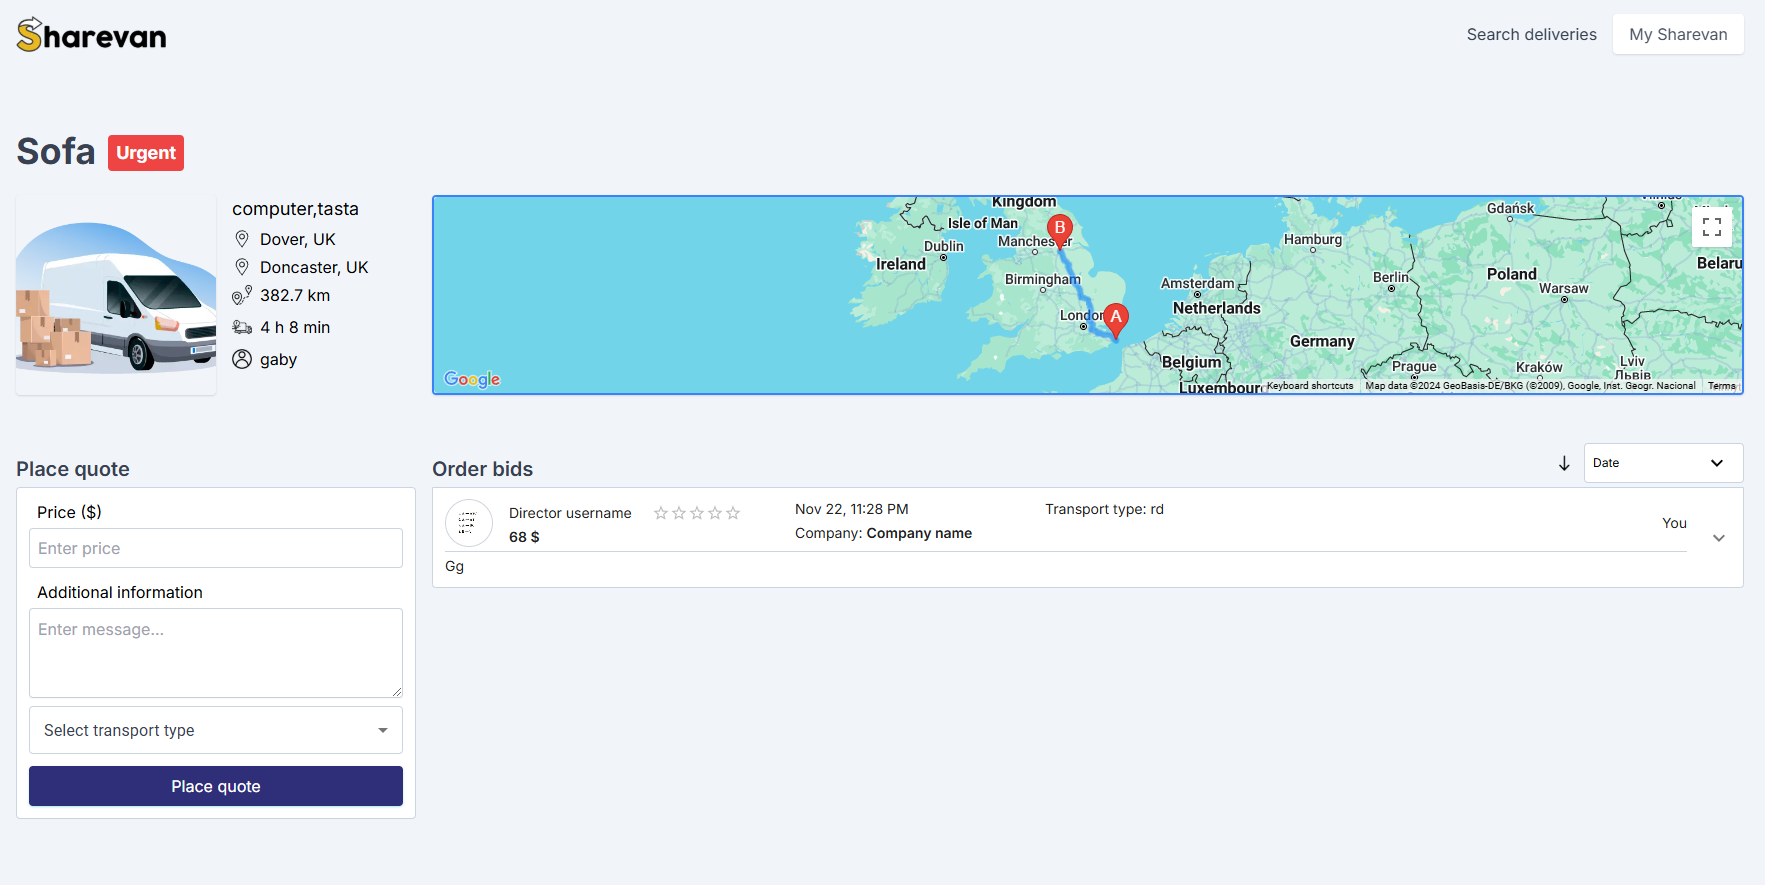 Sharevan
Search deliveries
My Sharevan
Sofa
Urgent
computer,tasta
Dover, UK
Doncaster, UK
382.7 km
4 h 8 min
gaby
Kingdom
Isle of Man
Dublin
Manchester
Ireland
Birmingham
London
B
A
Amsterdam
Netherlands
Belgium
Luxembourg
Hamburg
Berlin
Germany
Prague
Gdańsk
Poland
Warsaw
Kraków
Lviv
Львів
Vilnius
Belaru
Google
Keyboard shortcuts
Map data ©2024 GeoBasis-DE/BKG (©2009), Google, Inst. Geogr. Nacional
Terms
Place quote
Price ($)
Enter price
Additional information
Enter message...
Select transport type
Place quote
Order bids
Date
Director username
68 $
Nov 22, 11:28 PM
Company: Company name
Transport type: rd
You
Gg